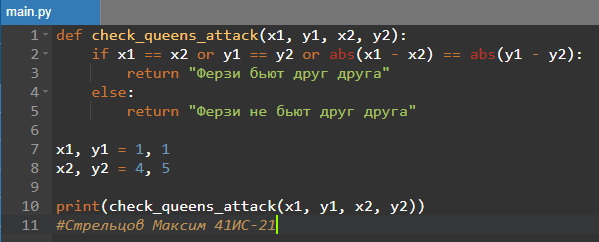 main.py
1 def check_queens_attack(x1, y1, x2, y2):
2     if x1 == x2 or y1 == y2 or abs(x1 - x2) == abs(y1 - y2):
3         return "Ферзи бьют друг друга"
4     else:
5         return "Ферзи не бьют друг друга"
6
7 x1, y1 = 1, 1
8 x2, y2 = 4, 5
9
10 print(check_queens_attack(x1, y1, x2, y2))
11 #Стрельцов Максим 41ИС-21